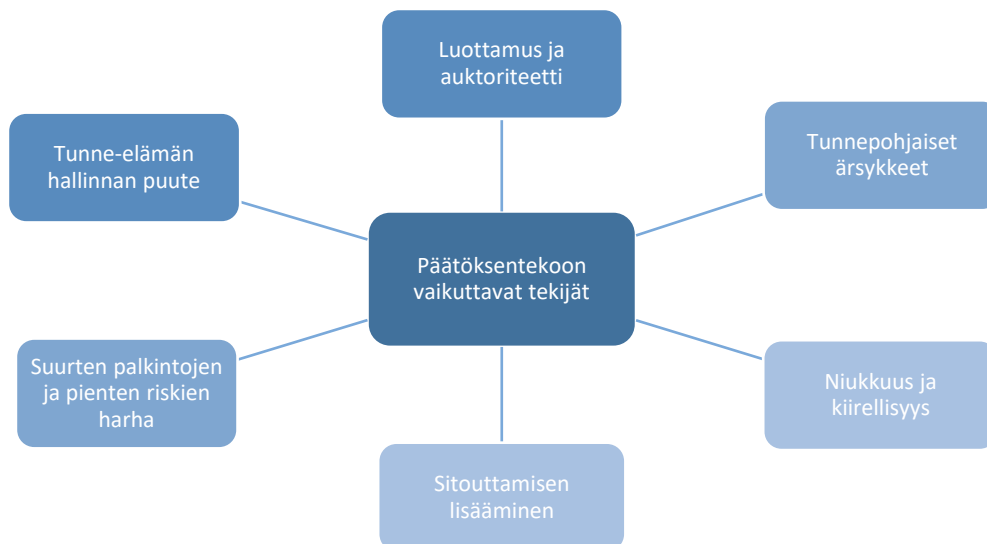 Luottamus ja
auktoriteetti
Tunne-elämän
hallinnan puute
Tunnepohjaiset
ärsykkeet
Päätöksentekoon
vaikuttavat tekijät
Suurten palkintojen
ja pienten riskien
harha
Niukkuus ja
kiirellisyys
Sitouttamisen
lisääminen